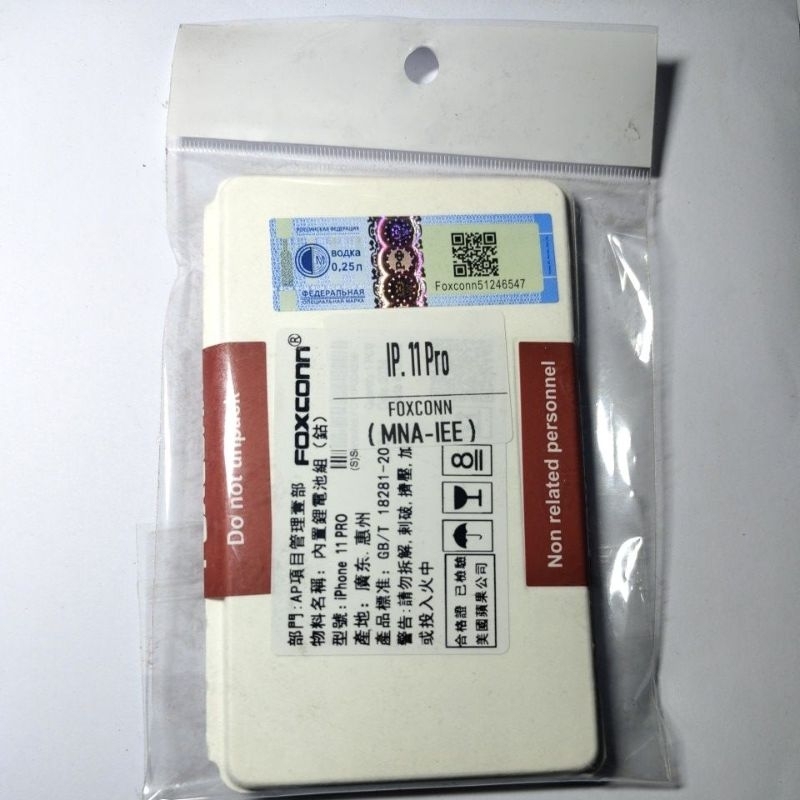 РОССИЙСКАЯ ФЕДЕРАЦИЯ
ВОДКА
0,25л
ФЕДЕРАЛЬНАЯ
СПЕЦИАЛЬНАЯ МАРКА
РФ
Foxconn51246547
IP. 11 Pro
FOXCONN
(MNA-IEE)
FOXCONN®
部門:AP項目管理査部
物料名稱: 內置鋰電池組 (鈷)
型號: iPhone 11 PRO
產地: 廣东. 惠州
產品標准: GB/T 18281-20
警告:請勿拆解,刺破,擠壓,加
或投入火中
(S)S
8
合格證 已檢驗
美國蘋果公司
Do not unpack
Non related personnel